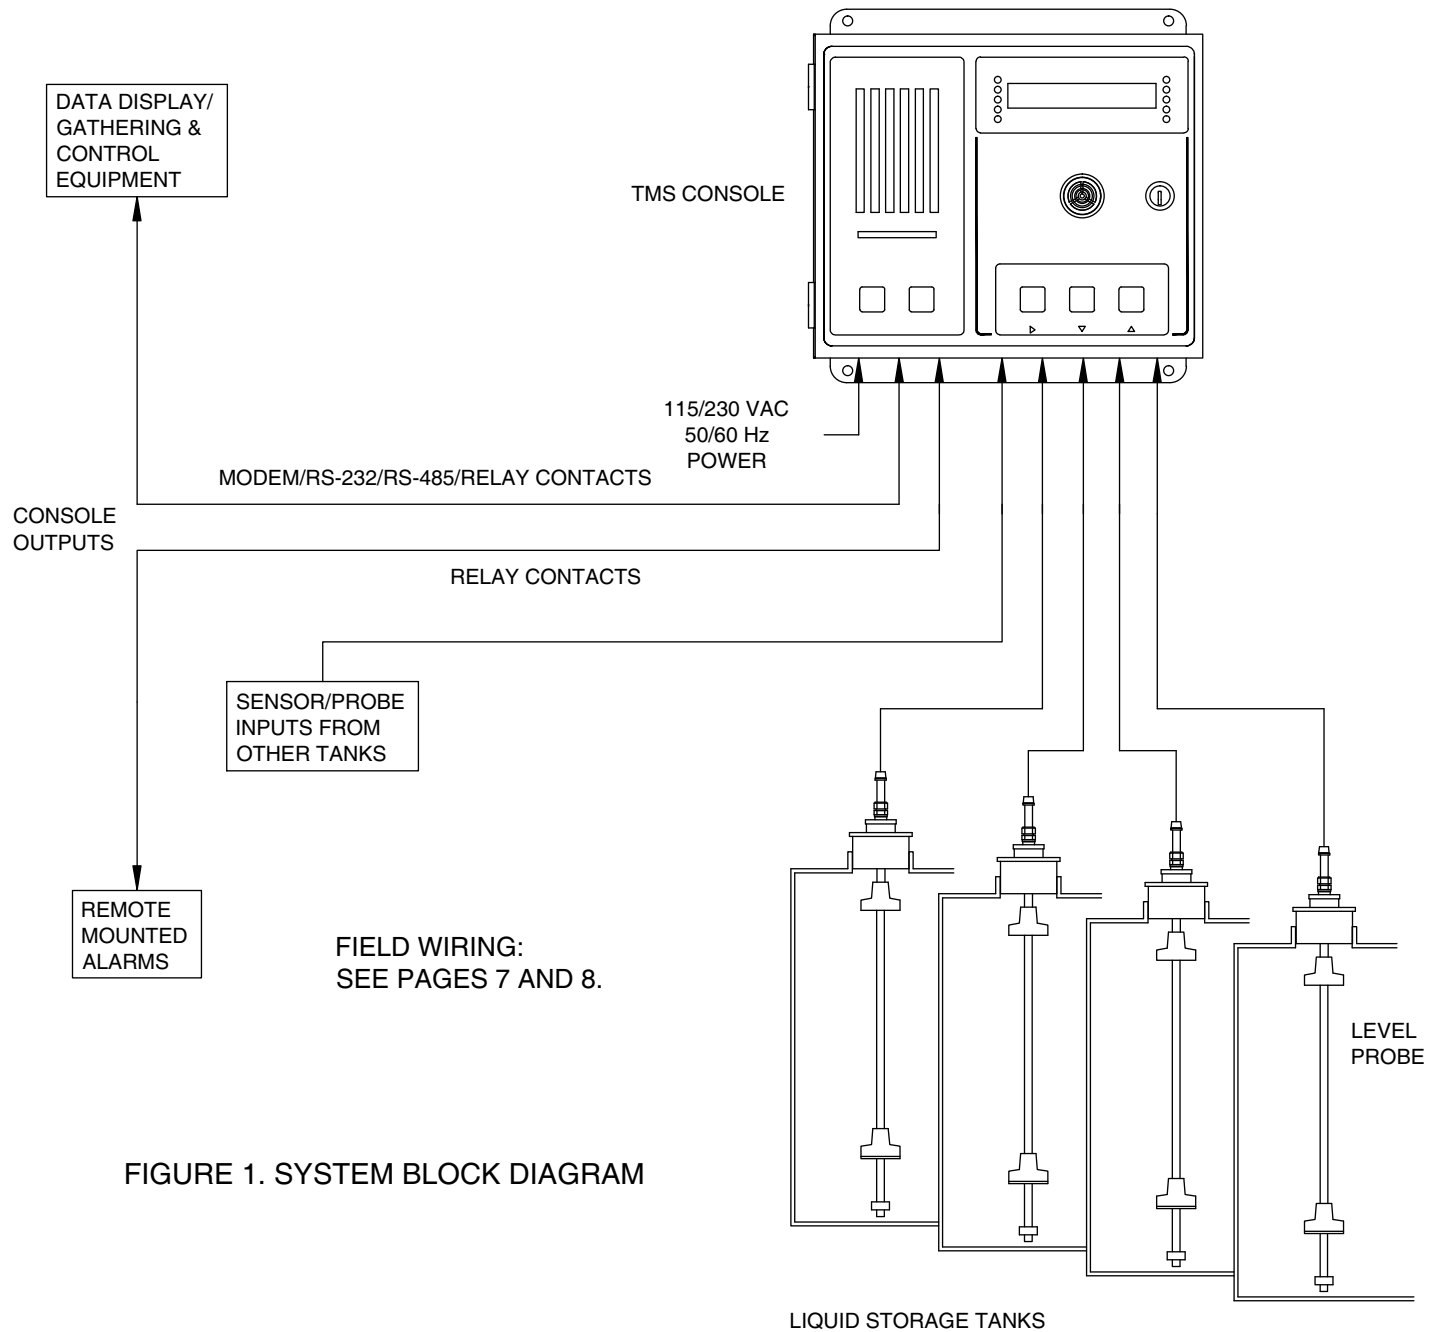 DATA DISPLAY/
GATHERING &
CONTROL
EQUIPMENT
TMS CONSOLE
115/230 VAC
50/60 Hz
POWER
MODEM/RS-232/RS-485/RELAY CONTACTS
CONSOLE
OUTPUTS
RELAY CONTACTS
SENSOR/PROBE
INPUTS FROM
OTHER TANKS
REMOTE
MOUNTED
ALARMS
FIELD WIRING:
SEE PAGES 7 AND 8.
LEVEL
PROBE
FIGURE 1. SYSTEM BLOCK DIAGRAM
LIQUID STORAGE TANKS